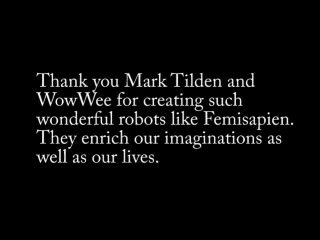 Thank you Mark Tilden and
WowWee for creating such
wonderful robots like Femisapien.
They enrich our imaginations as
well as our lives.